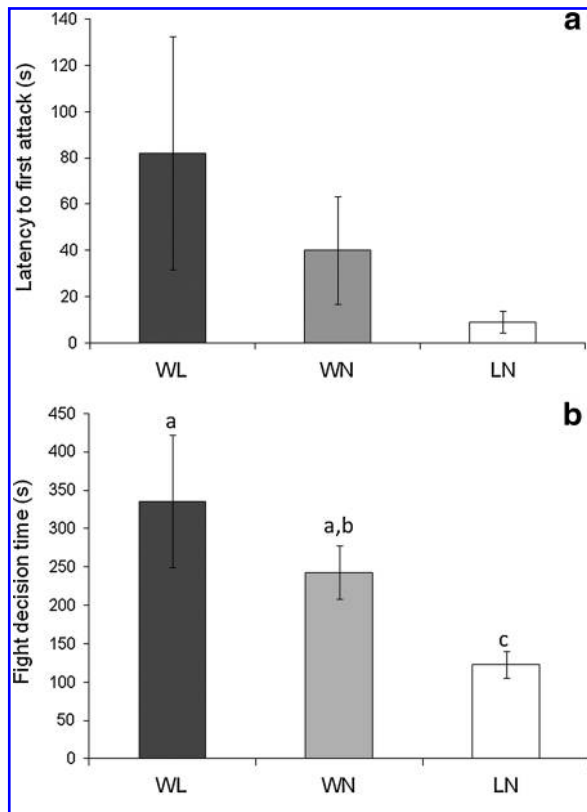 a
Latency to first attack (s)
140
120
100
80
60
40
20
0
WL WN LN
b
Fight decision time (s)
450
400
350
300
250
200
150
100
50
0
a
a,b
c
WL WN LN